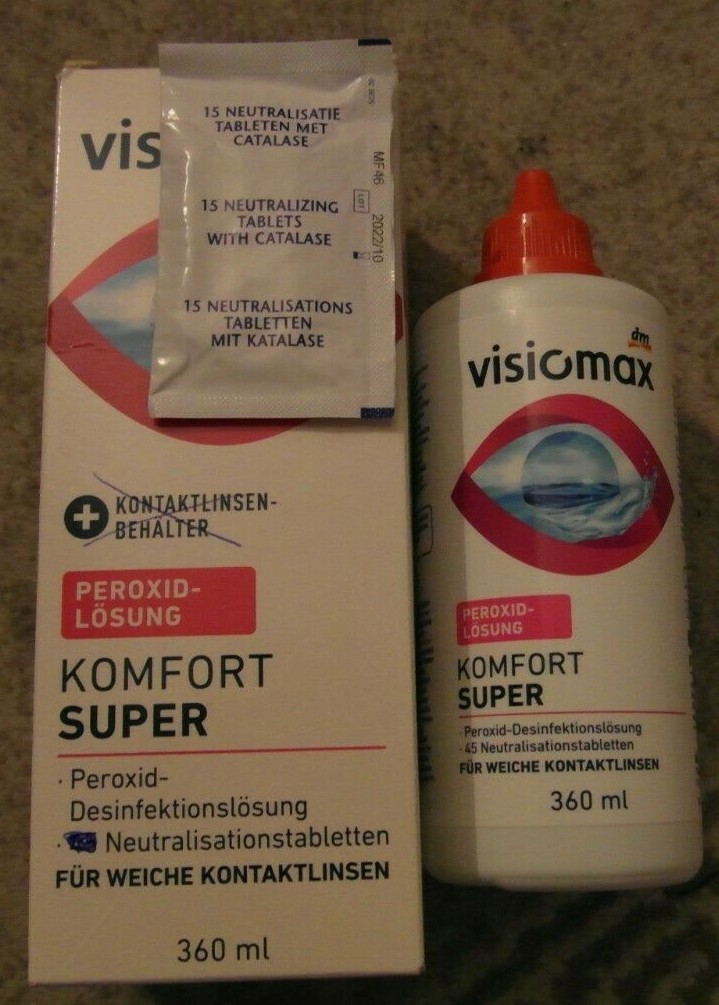 vis
15 NEUTRALISATIE
TABLETEN MET
CATALASE
15 NEUTRALIZING
TABLETS
WITH CATALASE
15 NEUTRALISATIONS
TABLETTEN
MIT KATALASE
MF46
LOT
2022/10
KONTAKTLINSEN-
BEHÄLTER
PEROXID-
LÖSUNG
KOMFORT
SUPER
· Peroxid-
Desinfektionslösung
· Neutralisationstabletten
FÜR WEICHE KONTAKTLINSEN
360 ml
dm
visiomax
PEROXID-
LÖSUNG
KOMFORT
SUPER
· Peroxid-Desinfektionslösung
· 45 Neutralisationstabletten
FÜR WEICHE KONTAKTLINSEN
360 ml